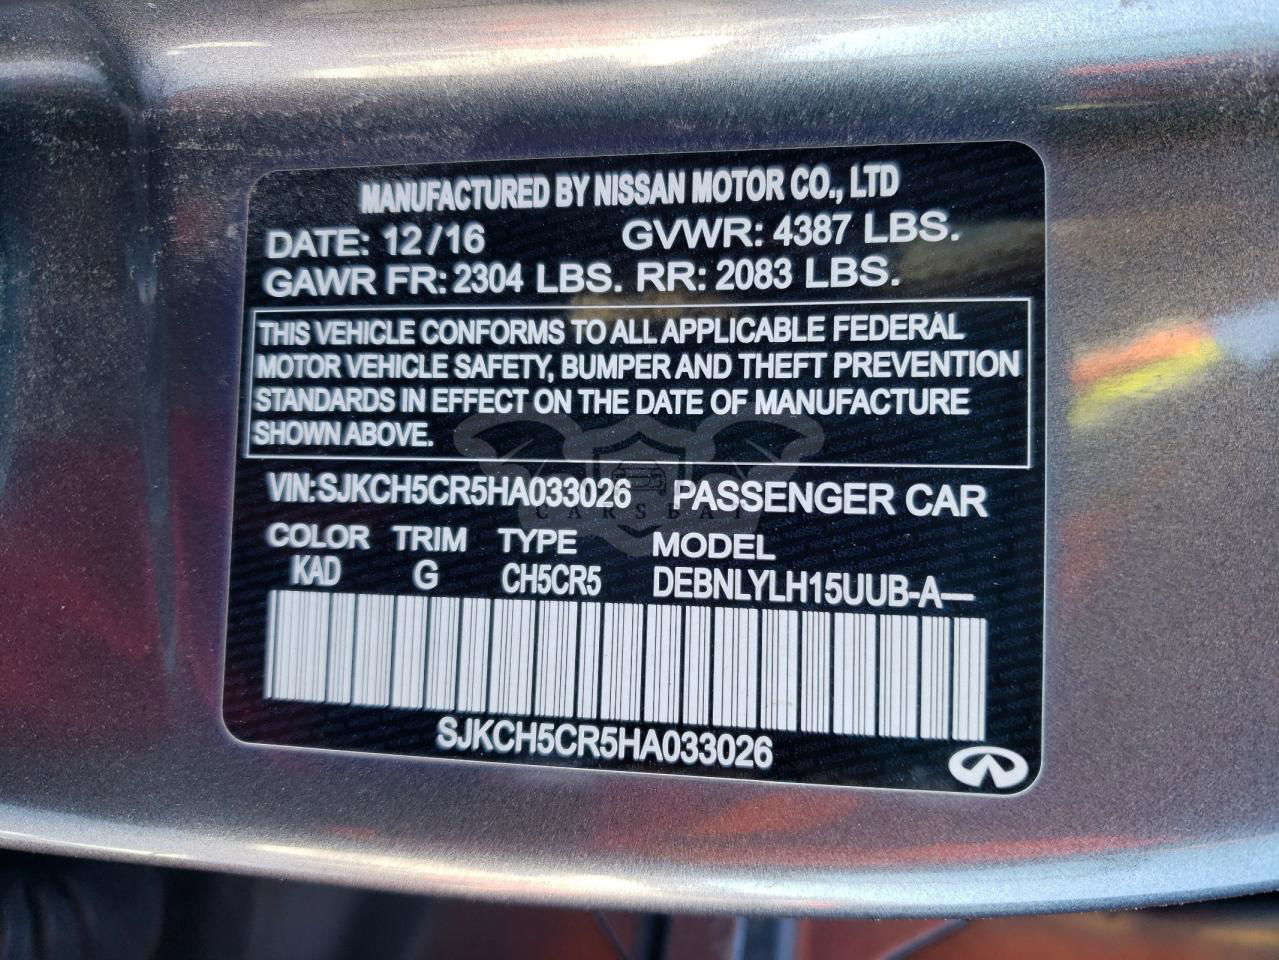 MANUFACTURED BY NISSAN MOTOR CO., LTD
DATE: 12/16 GVWR: 4387 LBS.
GAWR FR: 2304 LBS. RR: 2083 LBS.
THIS VEHICLE CONFORMS TO ALL APPLICABLE FEDERAL
MOTOR VEHICLE SAFETY, BUMPER AND THEFT PREVENTION
STANDARDS IN EFFECT ON THE DATE OF MANUFACTURE
SHOWN ABOVE.
VIN:SJKCH5CR5HA033026 PASSENGER CAR
CARSBAT
COLOR TRIM TYPE MODEL
KAD G CH5CR5 DEBNLYLH15UUB-A—
SJKCH5CR5HA033026